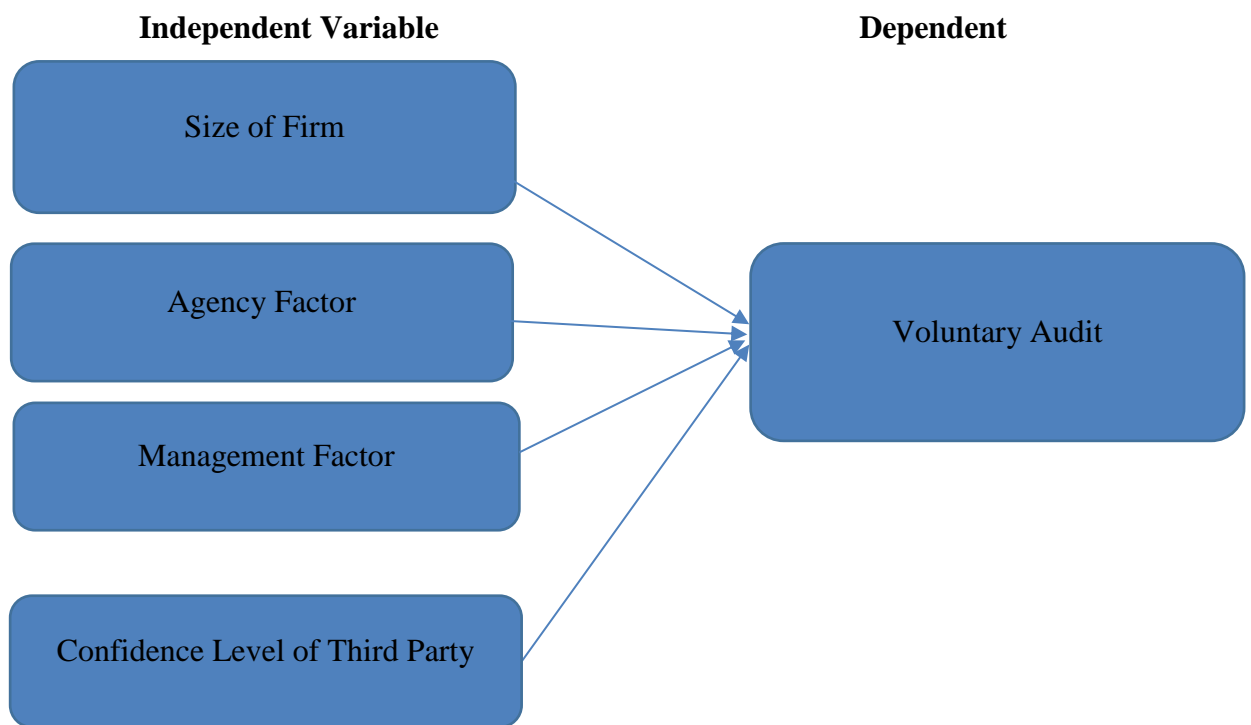 Independent Variable
Dependent
Size of Firm
Agency Factor
Voluntary Audit
Management Factor
Confidence Level of Third Party